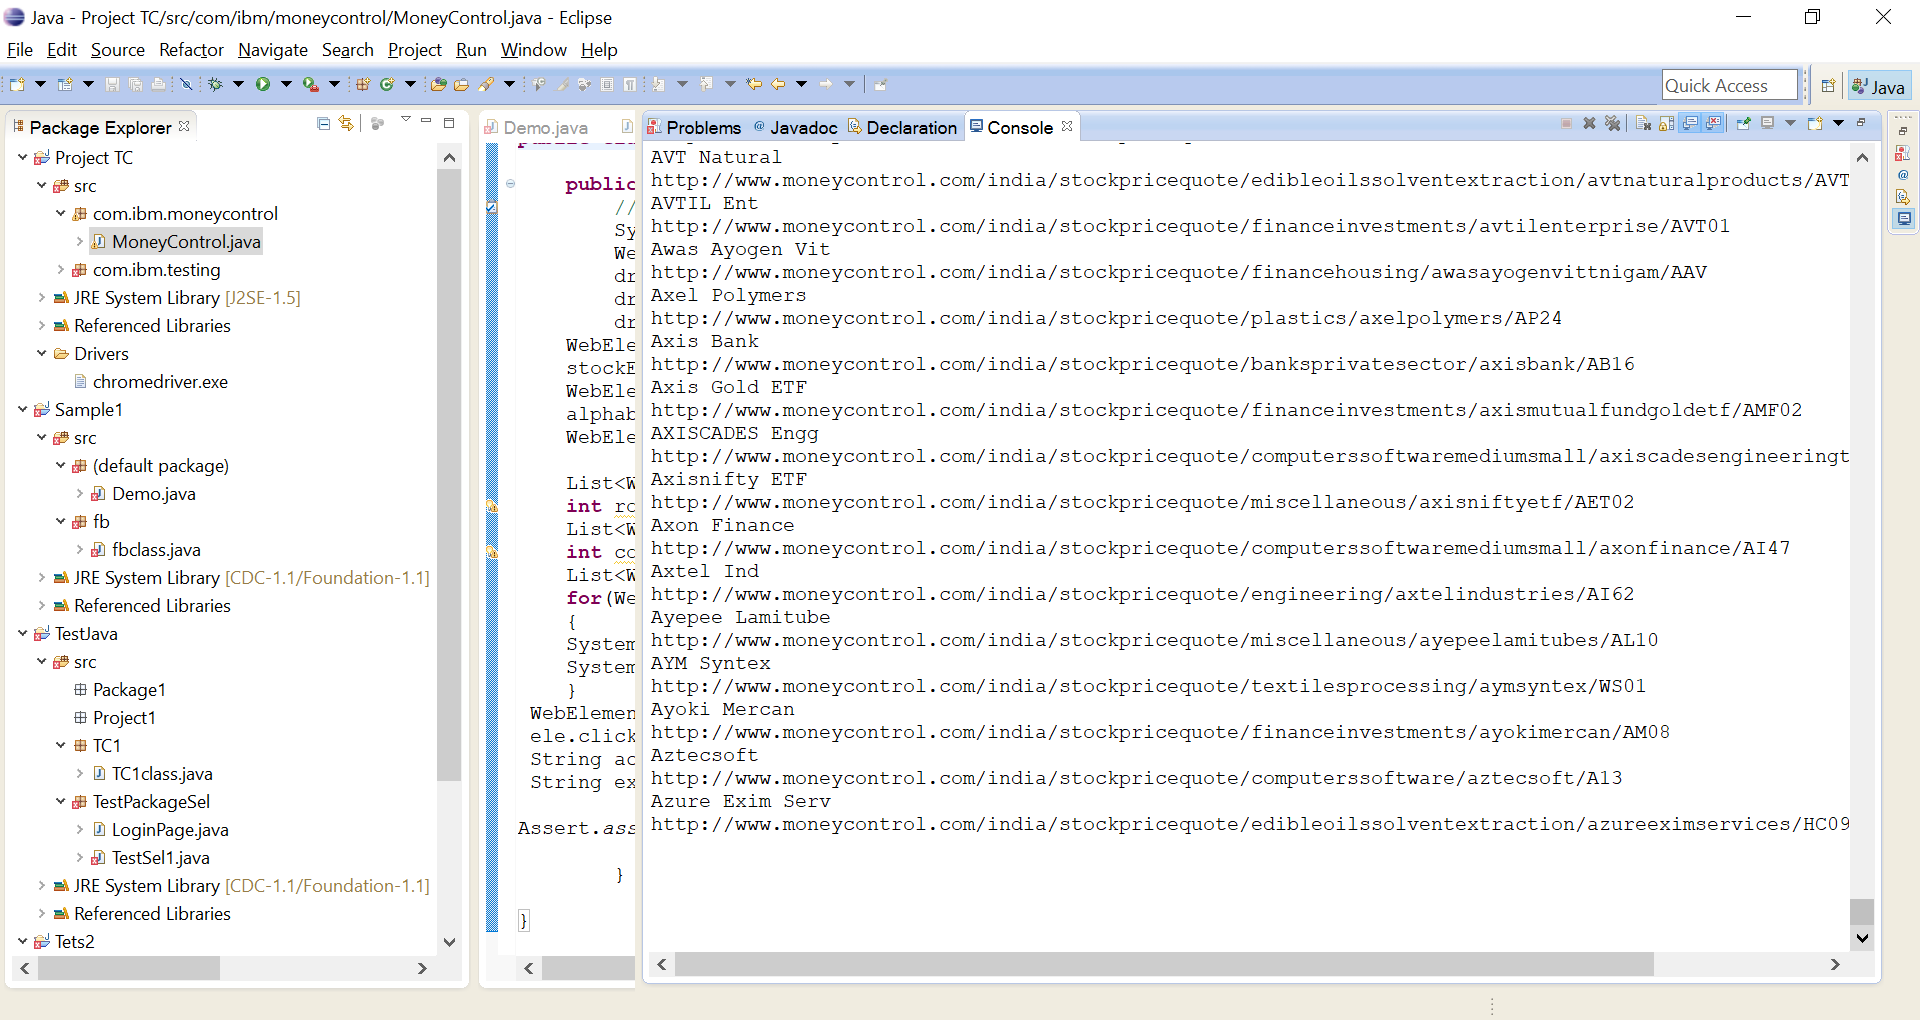 Java - Project TC/src/com/ibm/moneycontrol/MoneyControl.java - Eclipse
File Edit Source Refactor Navigate Search Project Run Window Help
Quick Access
Java
Package Explorer
Project TC
src
com.ibm.moneycontrol
MoneyControl.java
com.ibm.testing
JRE System Library [J2SE-1.5]
Referenced Libraries
Drivers
chromedriver.exe
Sample1
src
(default package)
Demo.java
fb
fbclass.java
JRE System Library [CDC-1.1/Foundation-1.1]
Referenced Libraries
TestJava
src
Package1
Project1
TC1
TC1class.java
TestPackageSel
LoginPage.java
TestSel1.java
JRE System Library [CDC-1.1/Foundation-1.1]
Referenced Libraries
Tets2
Demo.java
public
//
Sy
We
dr
dr
dr
WebEle
stockE
WebEle
alphab
WebEle
List<W
int ro
List<W
int co
List<W
for(We
{
System
System
}
WebElemen
ele.click
String ac
String ex
Assert.ass
}
}
Problems @ Javadoc Declaration Console
AVT Natural
http://www.moneycontrol.com/india/stockpricequote/edibleoilssolventextraction/avtnaturalproducts/AVT
AVTIL Ent
http://www.moneycontrol.com/india/stockpricequote/financeinvestments/avtilenterprise/AVT01
Awas Ayogen Vit
http://www.moneycontrol.com/india/stockpricequote/financehousing/awasayogenvittnigam/AAV
Axel Polymers
http://www.moneycontrol.com/india/stockpricequote/plastics/axelpolymers/AP24
Axis Bank
http://www.moneycontrol.com/india/stockpricequote/banksprivatesector/axisbank/AB16
Axis Gold ETF
http://www.moneycontrol.com/india/stockpricequote/financeinvestments/axismutualfundgoldetf/AMF02
AXISCADES Engg
http://www.moneycontrol.com/india/stockpricequote/computerssoftwaremediumsmall/axiscadesengineeringt
Axisnifty ETF
http://www.moneycontrol.com/india/stockpricequote/miscellaneous/axisniftyetf/AET02
Axon Finance
http://www.moneycontrol.com/india/stockpricequote/computerssoftwaremediumsmall/axonfinance/AI47
Axtel Ind
http://www.moneycontrol.com/india/stockpricequote/engineering/axtelindustries/AI62
Ayepee Lamitube
http://www.moneycontrol.com/india/stockpricequote/miscellaneous/ayepeelamitubes/AL10
AYM Syntex
http://www.moneycontrol.com/india/stockpricequote/textilesprocessing/aymsyntex/WS01
Ayoki Mercan
http://www.moneycontrol.com/india/stockpricequote/financeinvestments/ayokimercan/AM08
Aztecsoft
http://www.moneycontrol.com/india/stockpricequote/computerssoftware/aztecsoft/A13
Azure Exim Serv
http://www.moneycontrol.com/india/stockpricequote/edibleoilssolventextraction/azureeximservices/HC09